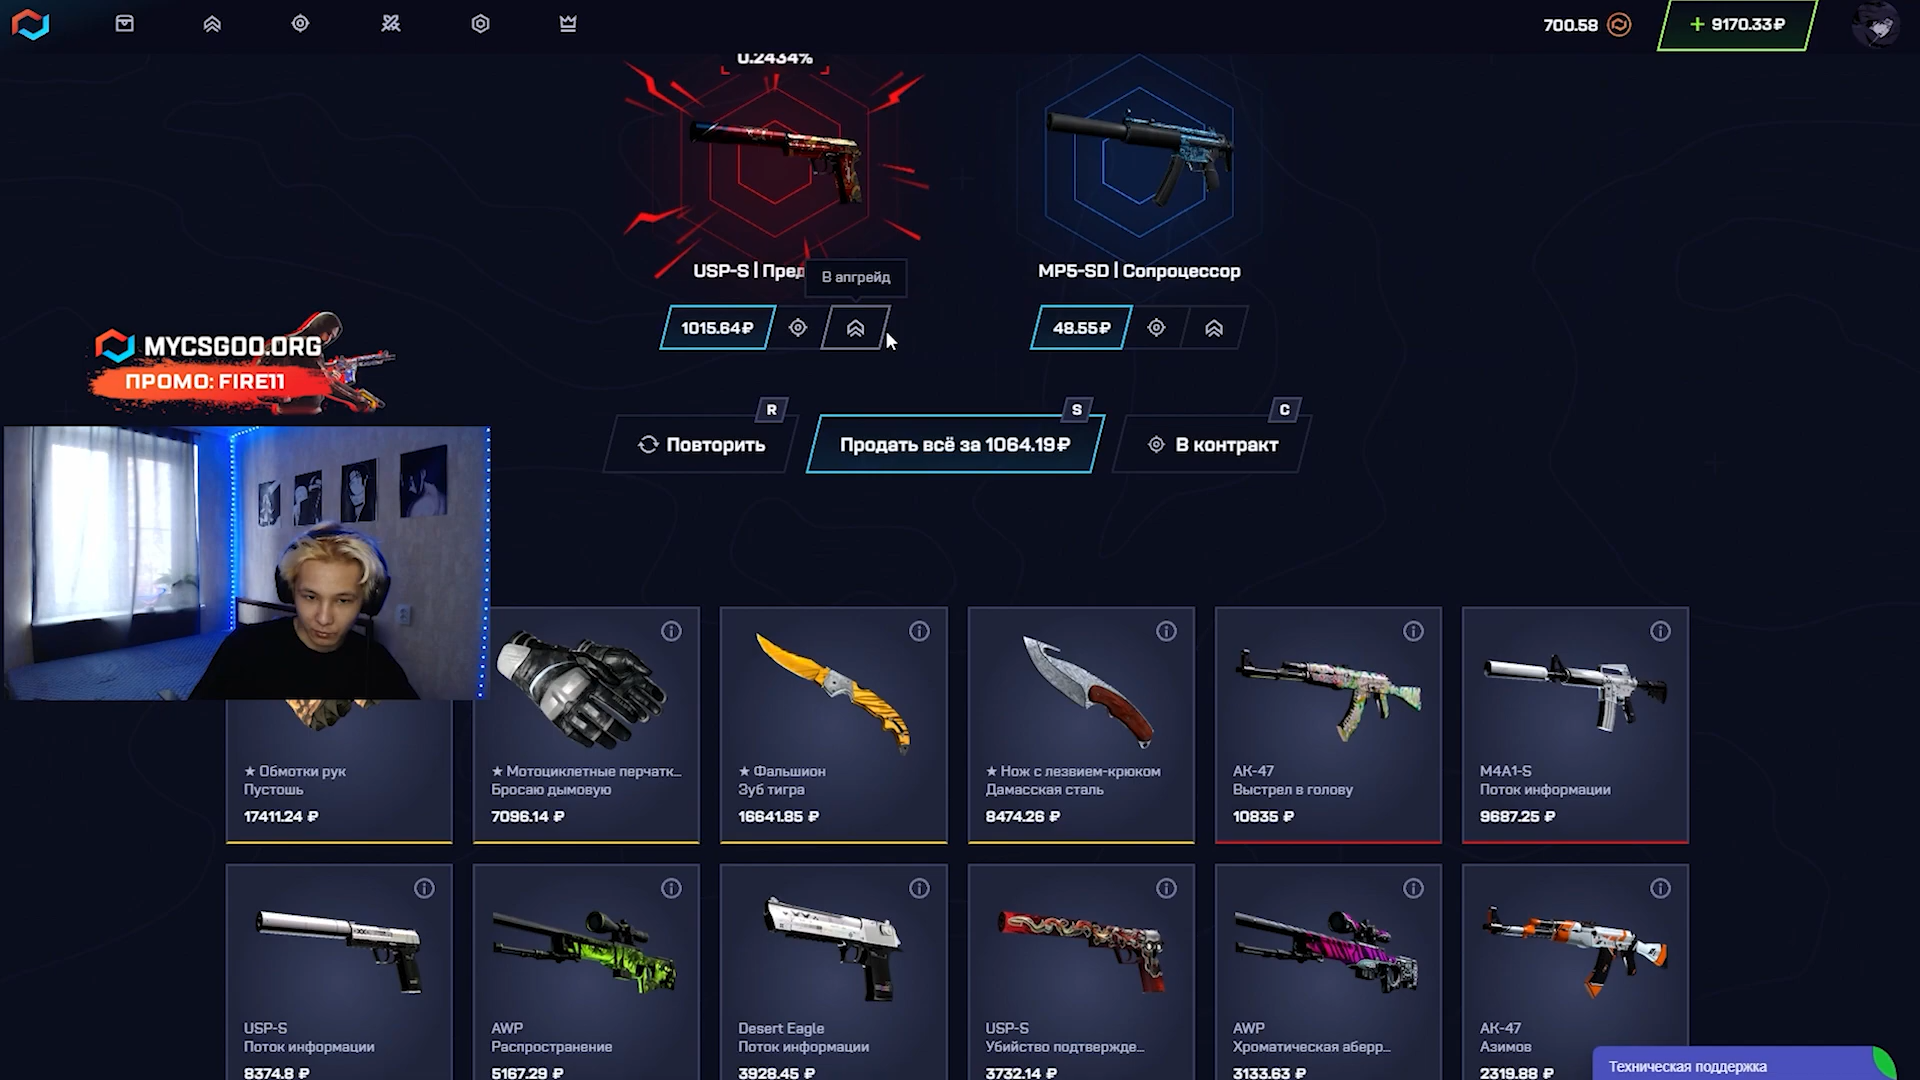 700.58
+ 9170.33₽
0.2434%
USP-S | Пред
В апгрейд
MP5-SD | Сопроцессор
1015.64₽
48.55₽
MYCSGOO.ORG
ПРОМО: FIRE11
R
S
C
Повторить
Продать всё за 1064.19₽
В контракт
★ Обмотки рук
Пустошь
17411.24 ₽
★ Мотоциклетные перчатк...
Бросаю дымовую
7096.14 ₽
★ Фальшион
Зуб тигра
16641.85 ₽
★ Нож с лезвием-крюком
Дамасская сталь
8474.26 ₽
AK-47
Выстрел в голову
10835 ₽
M4A1-S
Поток информации
9687.25 ₽
USP-S
Поток информации
8374.8 ₽
AWP
Распространение
5167.29 ₽
Desert Eagle
Поток информации
3928.45 ₽
USP-S
Убийство подтвержде...
3732.14 ₽
AWP
Хроматическая аберр...
3133.63 ₽
AK-47
Азимов
2319.88 ₽
Техническая поддержка